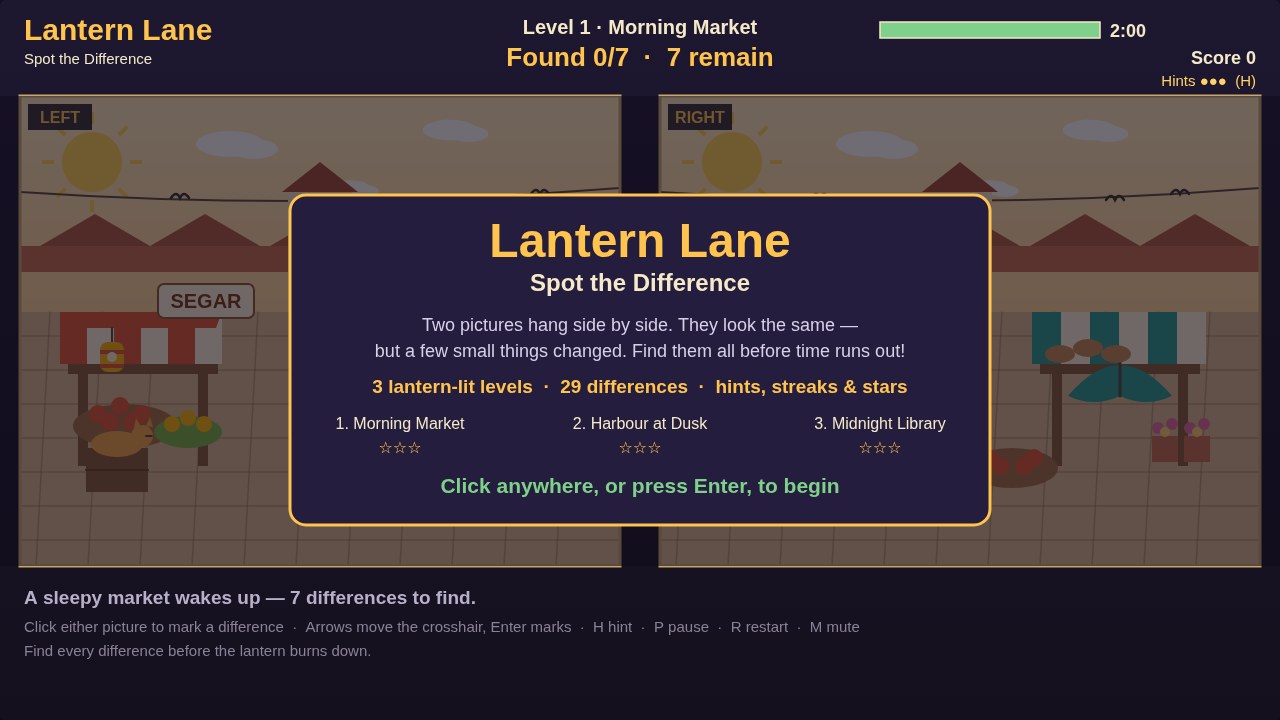 Lantern Lane
Spot the Difference
Level 1 · Morning Market
Found 0/7 · 7 remain
2:00
Score 0
Hints ●●● (H)
LEFT
RIGHT
SEGAR
Lantern Lane
Spot the Difference
Two pictures hang side by side. They look the same —
but a few small things changed. Find them all before time runs out!
3 lantern-lit levels · 29 differences · hints, streaks & stars
1. Morning Market
☆☆☆
2. Harbour at Dusk
☆☆☆
3. Midnight Library
☆☆☆
Click anywhere, or press Enter, to begin
A sleepy market wakes up — 7 differences to find.
Click either picture to mark a difference · Arrows move the crosshair, Enter marks · H hint · P pause · R restart · M mute
Find every difference before the lantern burns down.